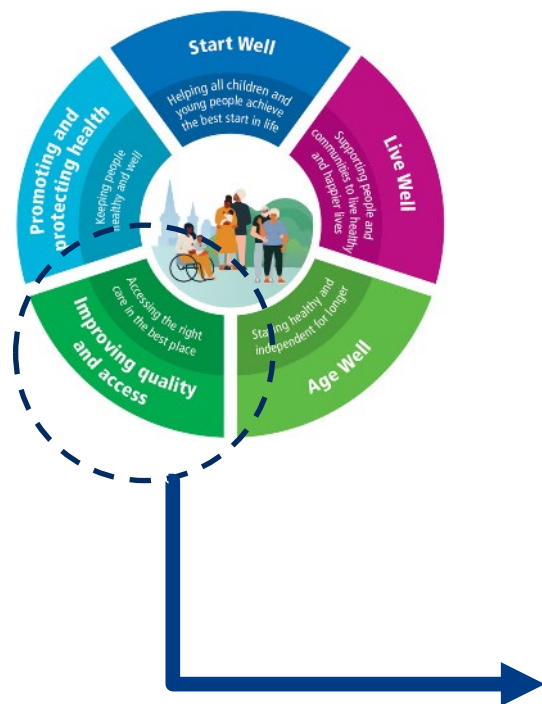 Start Well
Helping all children and
young people achieve
the best start in life
Live Well
Supporting people and
communities to live healthy
and happier lives
Age Well
Staying healthy and
independent for longer
Improving quality
and access
Accessing the right
care in the best place
Promoting and
protecting health
Keeping people
healthy and well